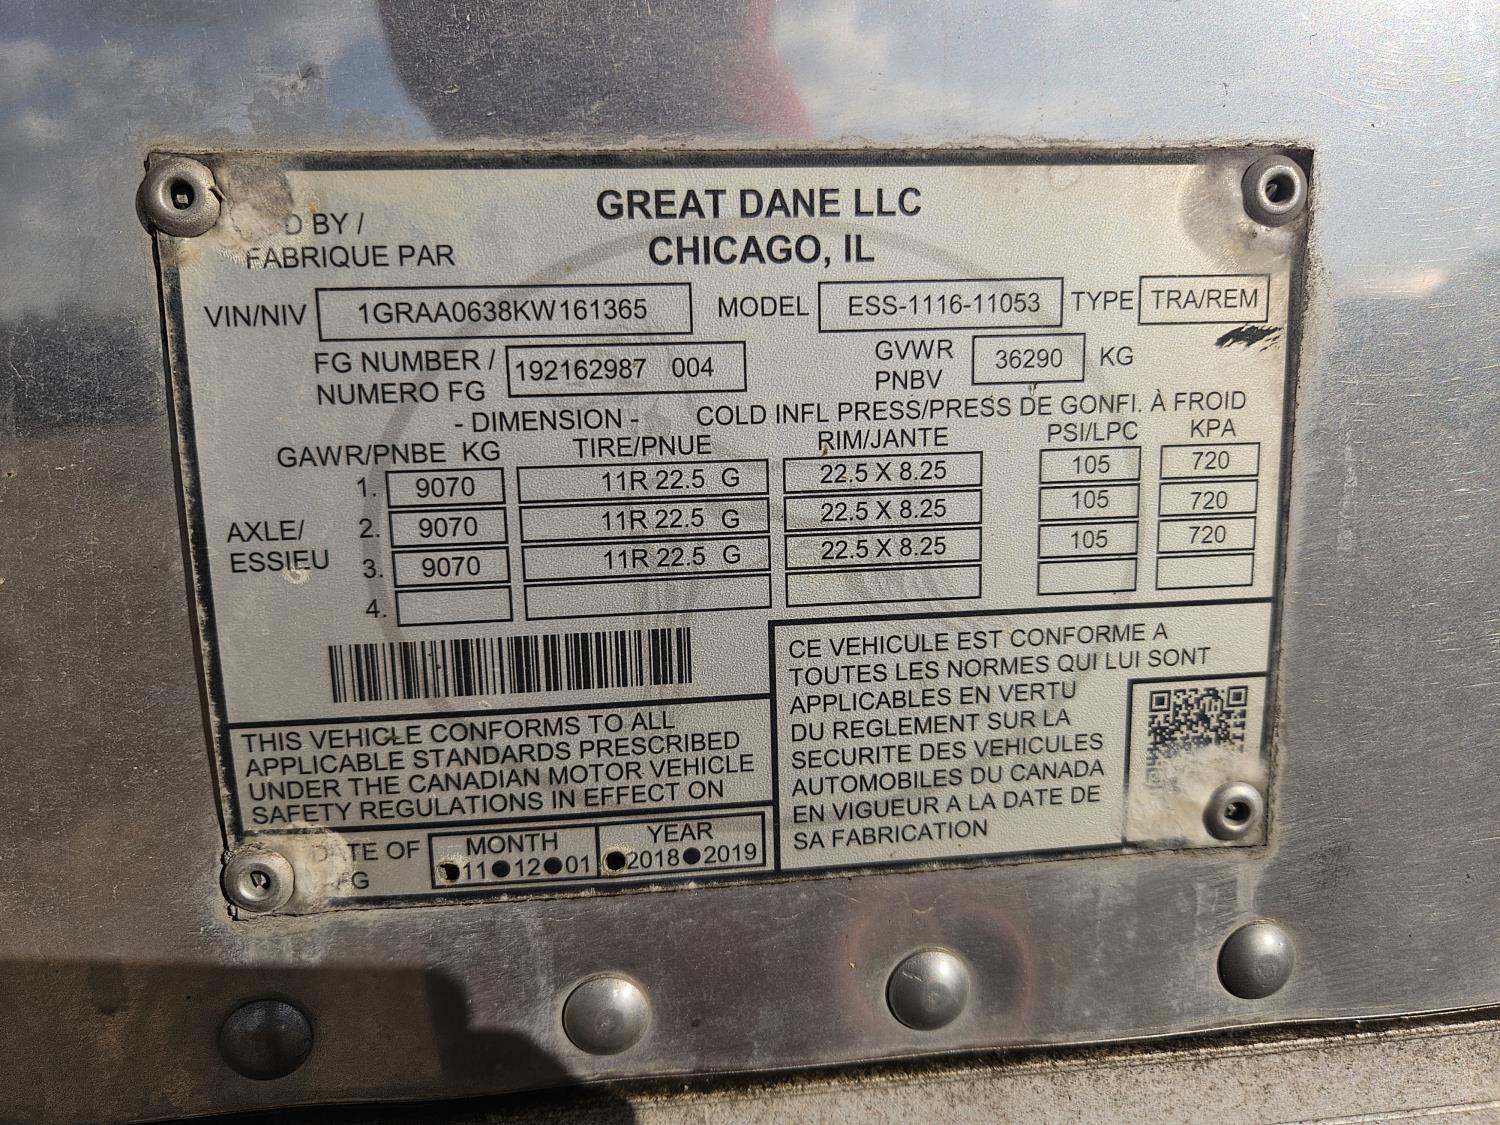 GREAT DANE LLC
D BY /
FABRIQUE PAR
CHICAGO, IL
VIN/NIV 1GRAA0638KW161365 MODEL ESS-1116-11053 TYPE TRA/REM
FG NUMBER / NUMERO FG 192162987 004 GVWR PNBV 36290 KG
- DIMENSION - COLD INFL PRESS/PRESS DE GONFI. À FROID
GAWR/PNBE KG TIRE/PNUE RIM/JANTE PSI/LPC KPA
AXLE/
ESSIEU
1. 9070 11R 22.5 G 22.5 X 8.25 105 720
2. 9070 11R 22.5 G 22.5 X 8.25 105 720
3. 9070 11R 22.5 G 22.5 X 8.25 105 720
4.
THIS VEHICLE CONFORMS TO ALL
APPLICABLE STANDARDS PRESCRIBED
UNDER THE CANADIAN MOTOR VEHICLE
SAFETY REGULATIONS IN EFFECT ON
DATE OF MONTH YEAR
FG 11 12 01 2018 2019
CE VEHICULE EST CONFORME A
TOUTES LES NORMES QUI LUI SONT
APPLICABLES EN VERTU
DU REGLEMENT SUR LA
SECURITE DES VEHICULES
AUTOMOBILES DU CANADA
EN VIGUEUR A LA DATE DE
SA FABRICATION